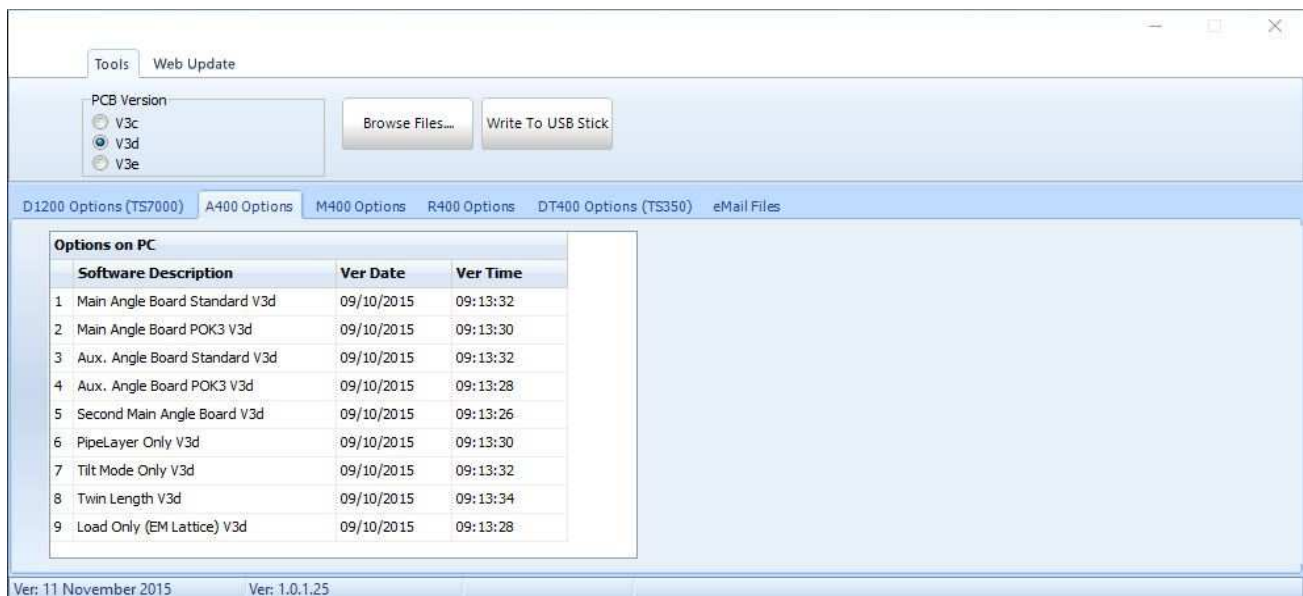 Tools Web Update
PCB Version
V3c
V3d
V3e
Browse Files... Write To USB Stick
D1200 Options (TS7000) A400 Options M400 Options R400 Options DT400 Options (TS350) eMail Files
Options on PC
Software Description Ver Date Ver Time
1 Main Angle Board Standard V3d 09/10/2015 09:13:32
2 Main Angle Board POK3 V3d 09/10/2015 09:13:30
3 Aux. Angle Board Standard V3d 09/10/2015 09:13:32
4 Aux. Angle Board POK3 V3d 09/10/2015 09:13:28
5 Second Main Angle Board V3d 09/10/2015 09:13:26
6 PipeLayer Only V3d 09/10/2015 09:13:30
7 Tilt Mode Only V3d 09/10/2015 09:13:32
8 Twin Length V3d 09/10/2015 09:13:34
9 Load Only (EM Lattice) V3d 09/10/2015 09:13:28
Ver: 11 November 2015 Ver: 1.0.1.25